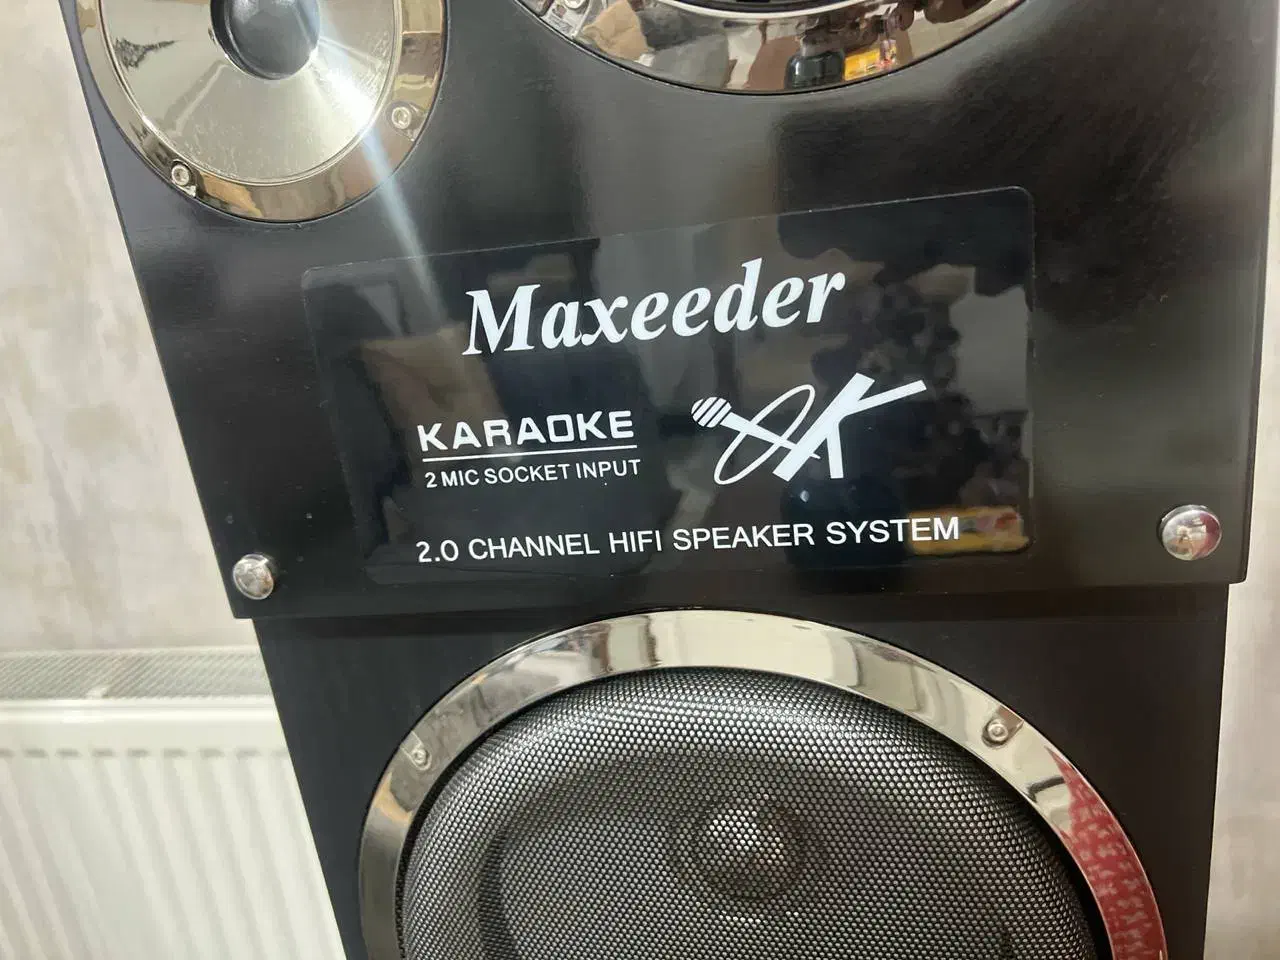 Maxeeder
KARAOKE
2 MIC SOCKET INPUT
2.0 CHANNEL HIFI SPEAKER SYSTEM